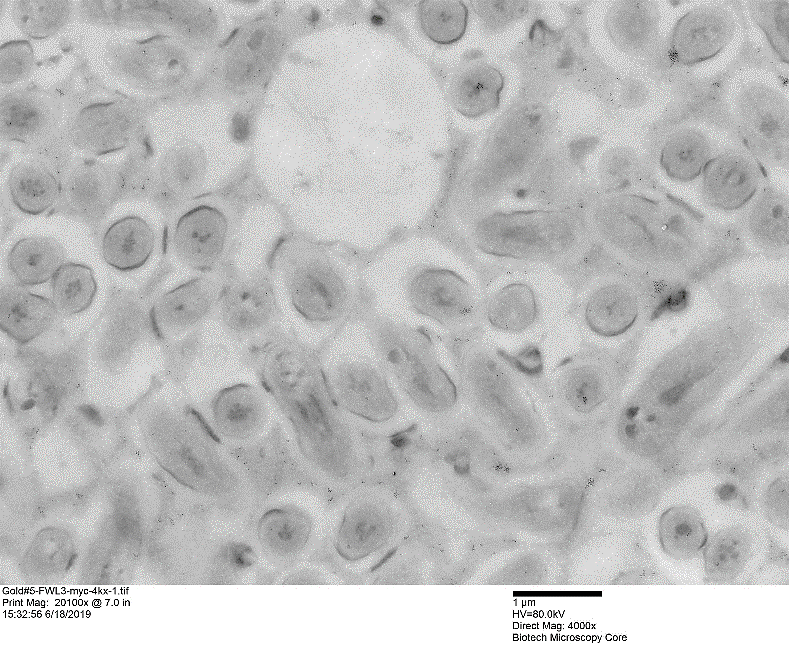 Gold#5-FWL3-myc-4kx-1.tif
Print Mag: 20100x @ 7.0 in
15:32:56 6/18/2019
1 µm
HV=80.0kV
Direct Mag: 4000x
Biotech Microscopy Core